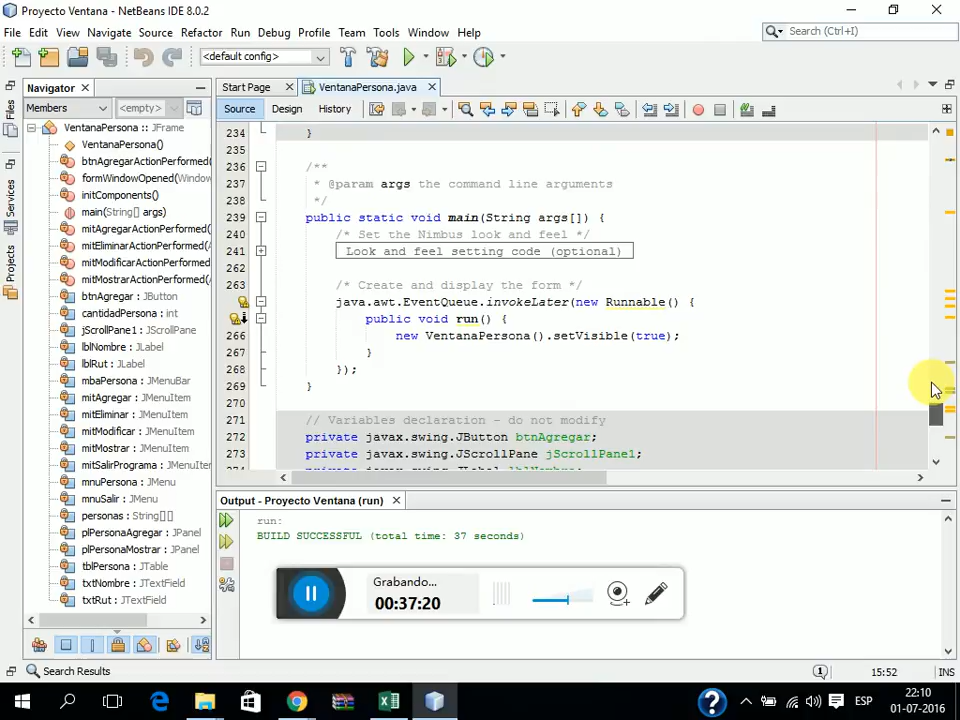 Proyecto Ventana - NetBeans IDE 8.0.2
File Edit View Navigate Source Refactor Run Debug Profile Team Tools Window Help
Search (Ctrl+I)
<default config>
Navigator
Members
<empty>
VentanaPersona :: JFrame
VentanaPersona()
btnAgregarActionPerformed(
formWindowOpened(Window
initComponents()
main(String[] args)
mitAgregarActionPerformed(
mitEliminarActionPerformed(A
mitModificarActionPerformed(
mitMostrarActionPerformed(A
btnAgregar : JButton
cantidadPersona : int
jScrollPane1 : JScrollPane
lblNombre : JLabel
lblRut : JLabel
mbaPersona : JMenuBar
mitAgregar : JMenuItem
mitEliminar : JMenuItem
mitModificar : JMenuItem
mitMostrar : JMenuItem
mitSalirPrograma : JMenuItem
mnuPersona : JMenu
mnuSalir : JMenu
personas : String[][]
plPersonaAgregar : JPanel
plPersonaMostrar : JPanel
tblPersona : JTable
txtNombre : JTextField
txtRut : JTextField
Files
Services
Projects
Start Page
VentanaPersona.java
Source Design History
234 }
235
236 /**
237 * @param args the command line arguments
238 */
239 public static void main(String args[]) {
240 /* Set the Nimbus look and feel */
241 Look and feel setting code (optional)
262
263 /* Create and display the form */
java.awt.EventQueue.invokeLater(new Runnable() {
public void run() {
266 new VentanaPersona().setVisible(true);
267 }
268 });
269 }
270
271 // Variables declaration - do not modify
272 private javax.swing.JButton btnAgregar;
273 private javax.swing.JScrollPane jScrollPane1;
Output - Proyecto Ventana (run)
run:
BUILD SUCCESSFUL (total time: 37 seconds)
Grabando...
00:37:20
Search Results
1
15:52
INS
ESP
22:10
01-07-2016